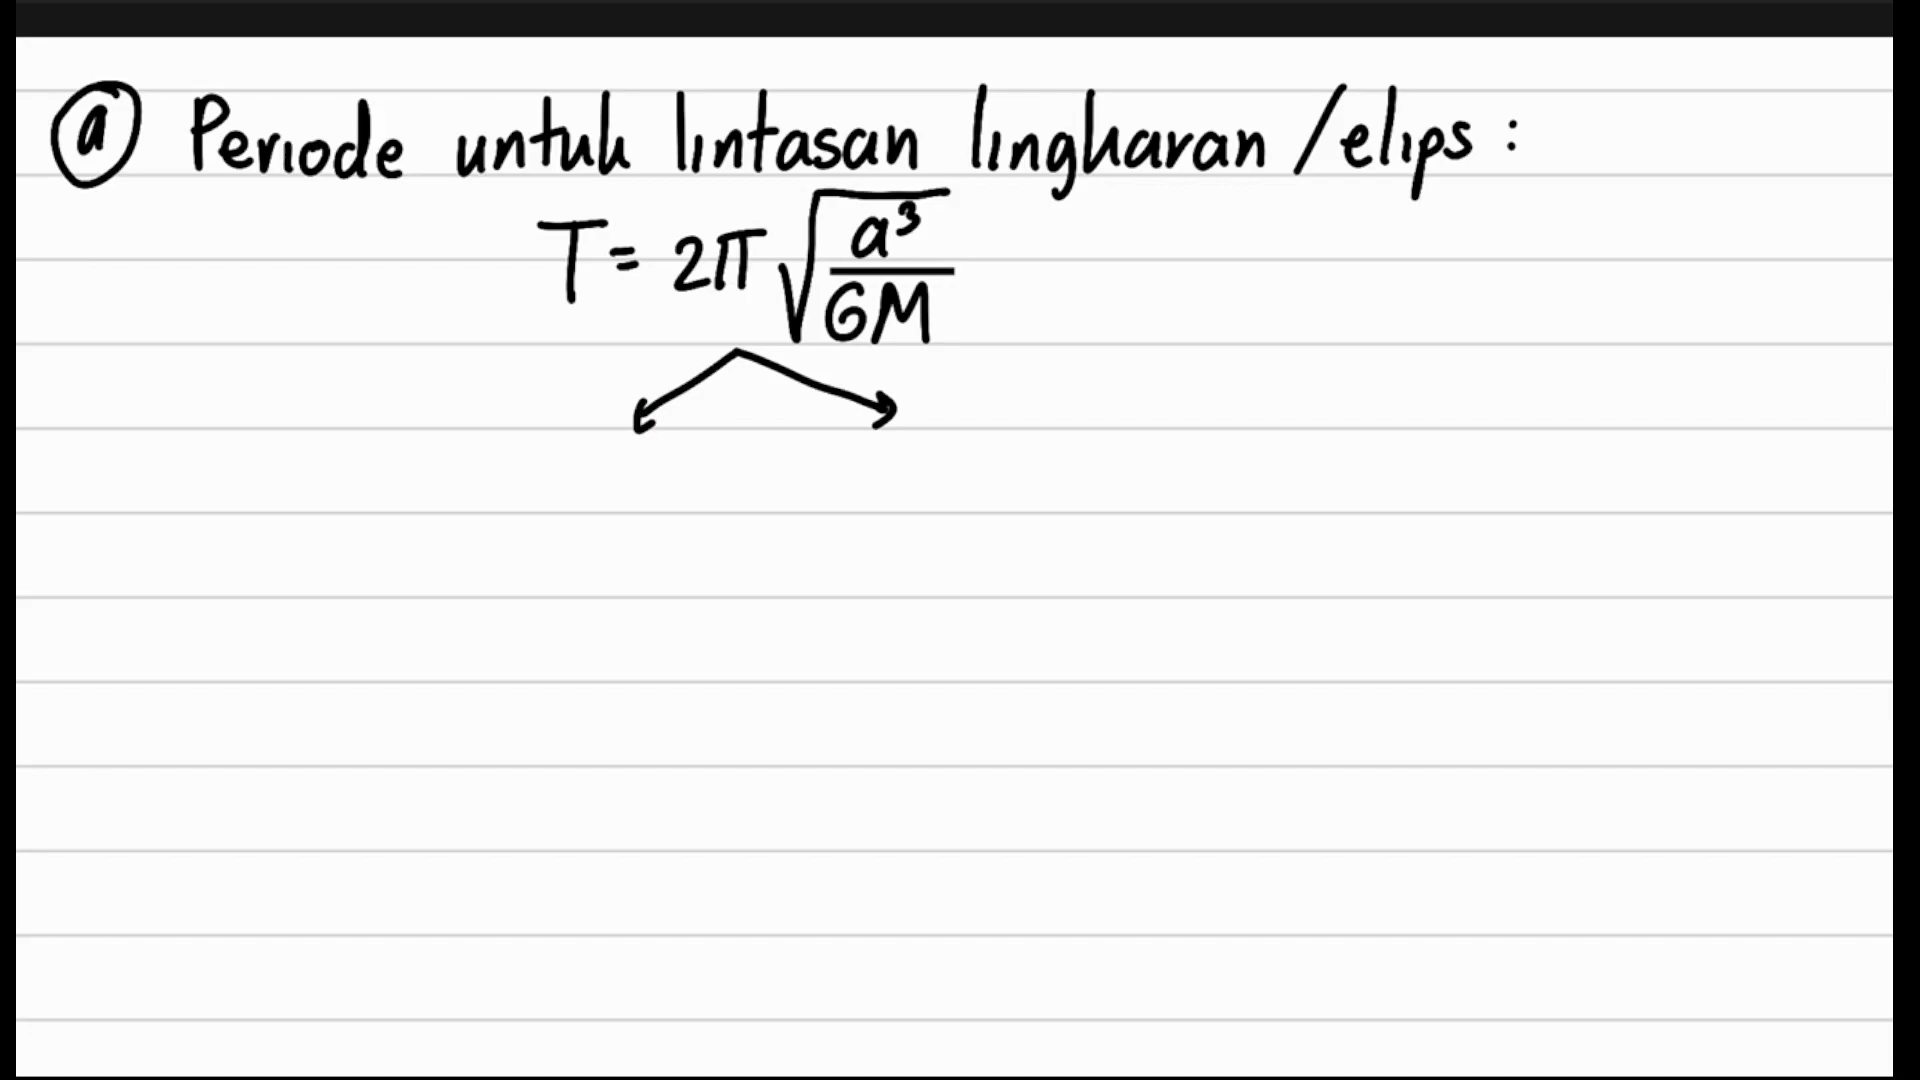 (a) Periode untuk lintasan lingkaran / elips :
T = 2π √(a³/GM)